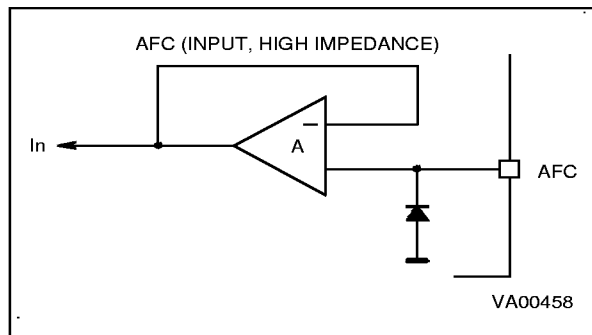 AFC (INPUT, HIGH IMPEDANCE)
In
A
AFC
VA00458